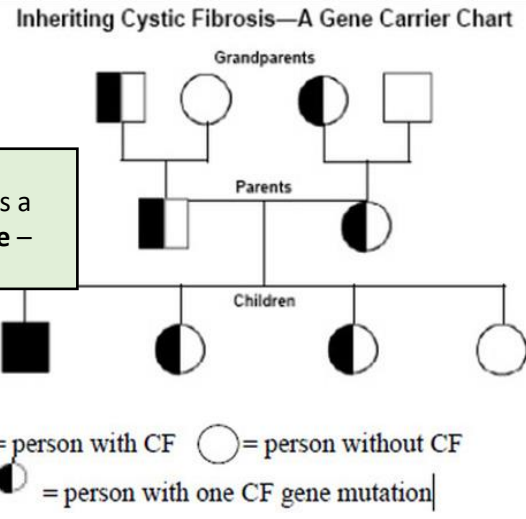 Inheriting Cystic Fibrosis—A Gene Carrier Chart
Grandparents
s a
e –
Parents
Children
= person with CF = person without CF
= person with one CF gene mutation